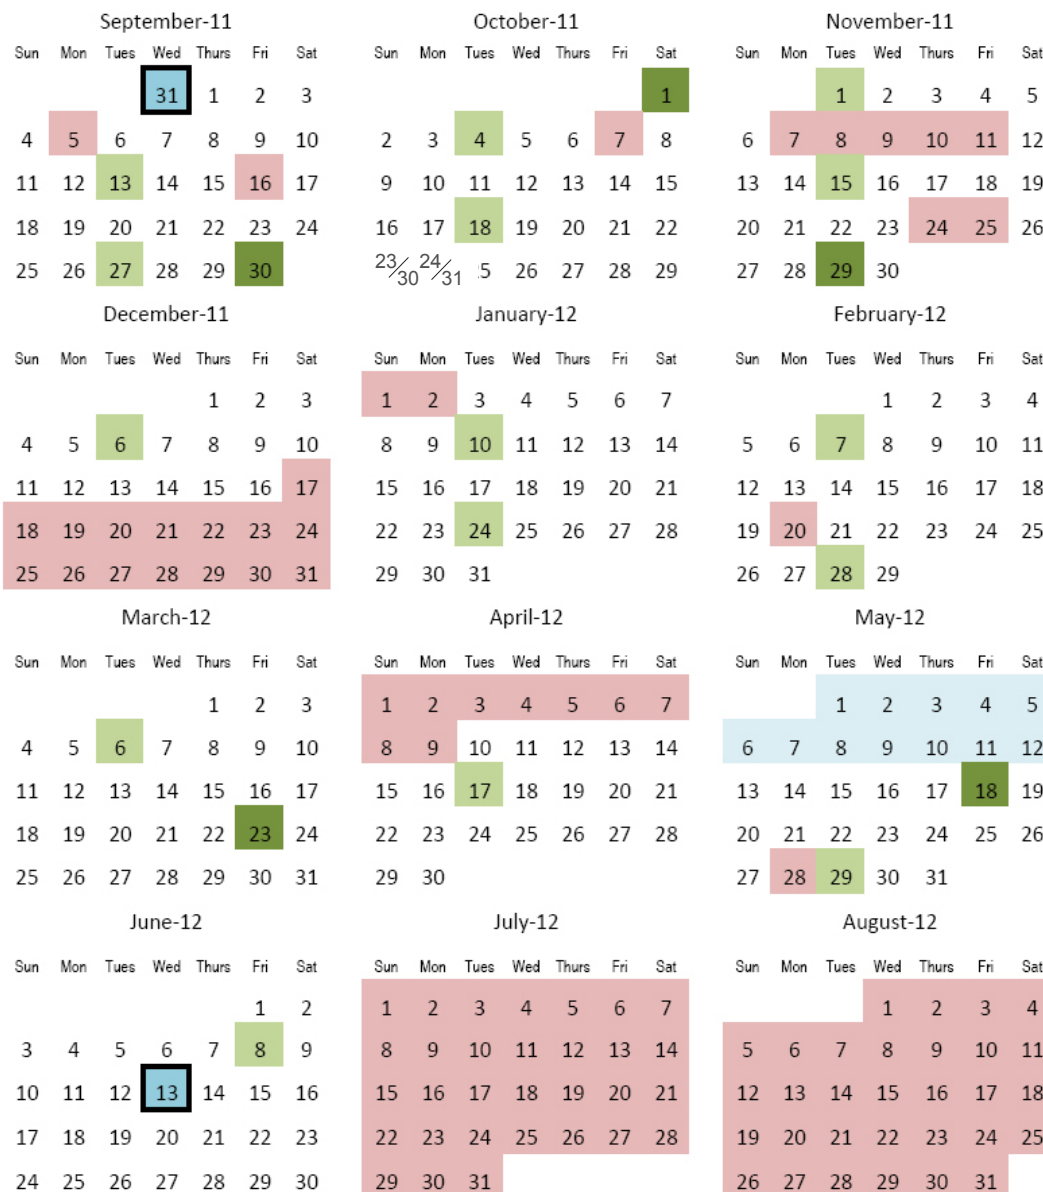 September-11 October-11 November-11
Sun Mon Tues Wed Thurs Fri Sat Sun Mon Tues Wed Thurs Fri Sat Sun Mon Tues Wed Thurs Fri Sat
31 1 2 3 1 1 2 3 4 5
4 5 6 7 8 9 10 2 3 4 5 6 7 8 6 7 8 9 10 11 12
11 12 13 14 15 16 17 9 10 11 12 13 14 15 13 14 15 16 17 18 19
18 19 20 21 22 23 24 16 17 18 19 20 21 22 20 21 22 23 24 25 26
25 26 27 28 29 30 23/30 24/31 5 26 27 28 29 27 28 29 30
December-11 January-12 February-12
Sun Mon Tues Wed Thurs Fri Sat Sun Mon Tues Wed Thurs Fri Sat Sun Mon Tues Wed Thurs Fri Sat
1 2 3 1 2 3 4 5 6 7 1 2 3 4
4 5 6 7 8 9 10 8 9 10 11 12 13 14 5 6 7 8 9 10 11
11 12 13 14 15 16 17 15 16 17 18 19 20 21 12 13 14 15 16 17 18
18 19 20 21 22 23 24 22 23 24 25 26 27 28 19 20 21 22 23 24 25
25 26 27 28 29 30 31 29 30 31 26 27 28 29
March-12 April-12 May-12
Sun Mon Tues Wed Thurs Fri Sat Sun Mon Tues Wed Thurs Fri Sat Sun Mon Tues Wed Thurs Fri Sat
1 2 3 1 2 3 4 5 6 7 1 2 3 4 5
4 5 6 7 8 9 10 8 9 10 11 12 13 14 6 7 8 9 10 11 12
11 12 13 14 15 16 17 15 16 17 18 19 20 21 13 14 15 16 17 18 19
18 19 20 21 22 23 24 22 23 24 25 26 27 28 20 21 22 23 24 25 26
25 26 27 28 29 30 31 29 30 27 28 29 30 31
June-12 July-12 August-12
Sun Mon Tues Wed Thurs Fri Sat Sun Mon Tues Wed Thurs Fri Sat Sun Mon Tues Wed Thurs Fri Sat
1 2 1 2 3 4 5 6 7 1 2 3 4
3 4 5 6 7 8 9 8 9 10 11 12 13 14 5 6 7 8 9 10 11
10 11 12 13 14 15 16 15 16 17 18 19 20 21 12 13 14 15 16 17 18
17 18 19 20 21 22 23 22 23 24 25 26 27 28 19 20 21 22 23 24 25
24 25 26 27 28 29 30 29 30 31 26 27 28 29 30 31